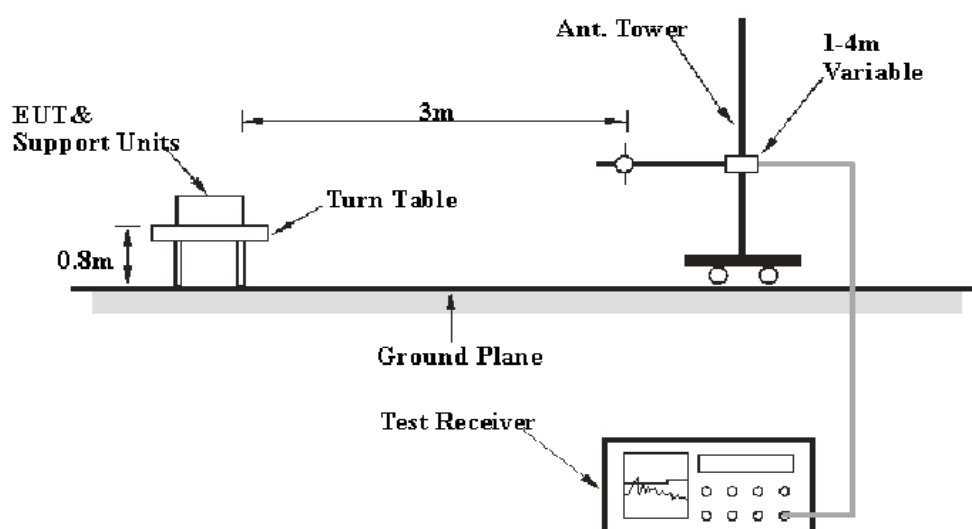 Ant. Tower
1-4m
Variable
EUT&
Support Units
3m
Turn Table
0.8m
Ground Plane
Test Receiver